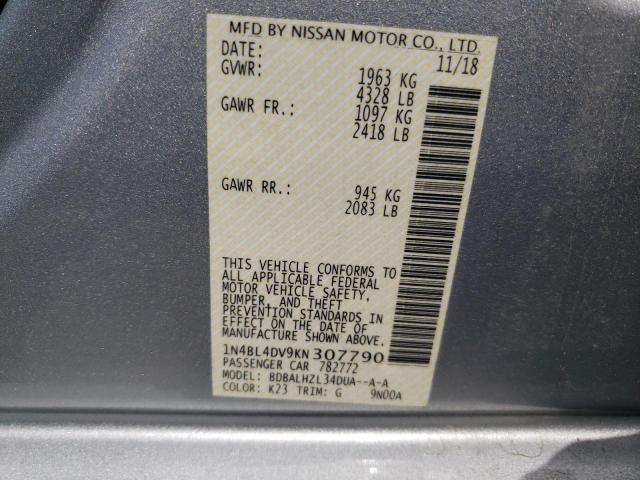 MFD BY NISSAN MOTOR CO., LTD.
DATE: 11/18
GVWR: 1963 KG
4328 LB
GAWR FR.: 1097 KG
2418 LB
GAWR RR.: 945 KG
2083 LB
THIS VEHICLE CONFORMS TO
ALL APPLICABLE FEDERAL
MOTOR VEHICLE SAFETY,
BUMPER, AND THEFT
PREVENTION STANDARDS IN
EFFECT ON THE DATE OF
MANUFACTURE SHOWN ABOVE.
1N4BL4DV9KN307790
PASSENGER CAR 782772
MODEL: BDBALHZL34DUA--A-A
COLOR: K23 TRIM: G 9N00A